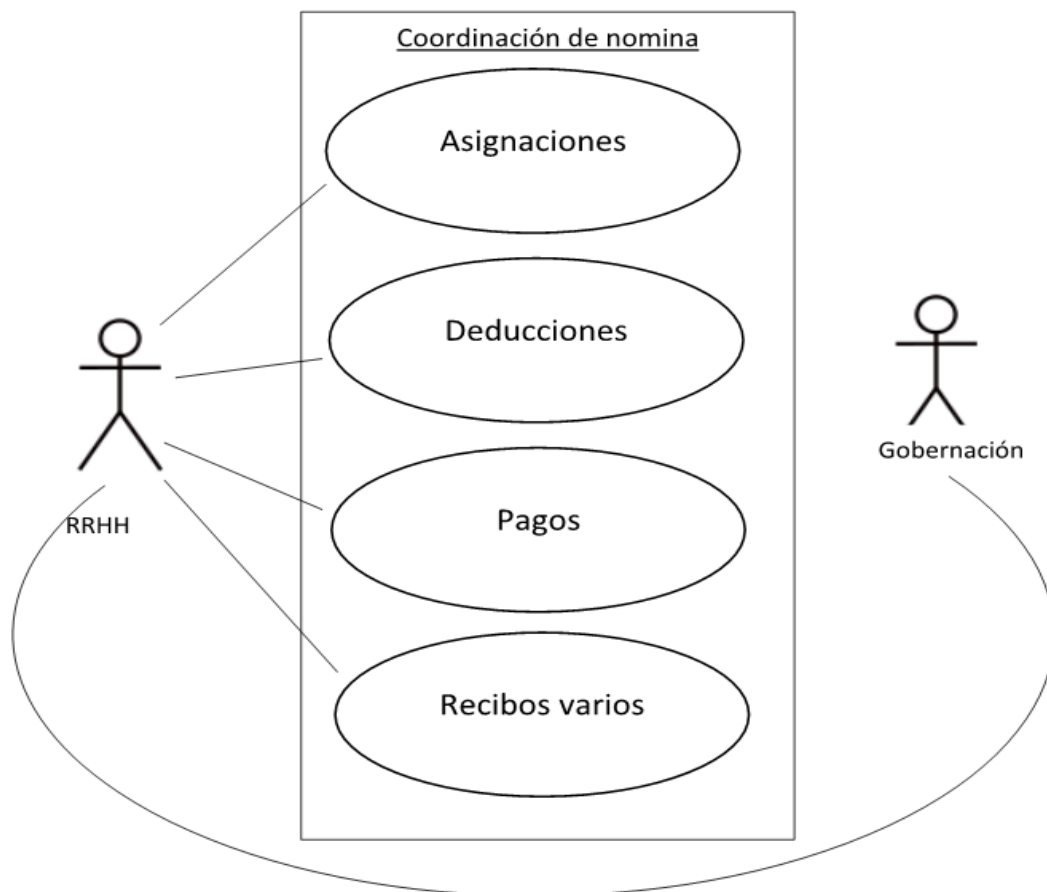 Coordinación de nomina
Asignaciones
Deducciones
Gobernación
Pagos
RRHH
Recibos varios